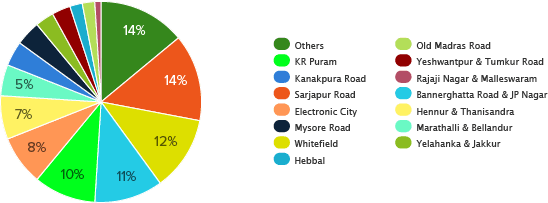 14%
14%
12%
11%
10%
8%
7%
5%
Others
KR Puram
Kanakpura Road
Sarjapur Road
Electronic City
Mysore Road
Whitefield
Hebbal
Old Madras Road
Yeshwantpur & Tumkur Road
Rajaji Nagar & Malleswaram
Bannerghatta Road & JP Nagar
Hennur & Thanisandra
Marathalli & Bellandur
Yelahanka & Jakkur